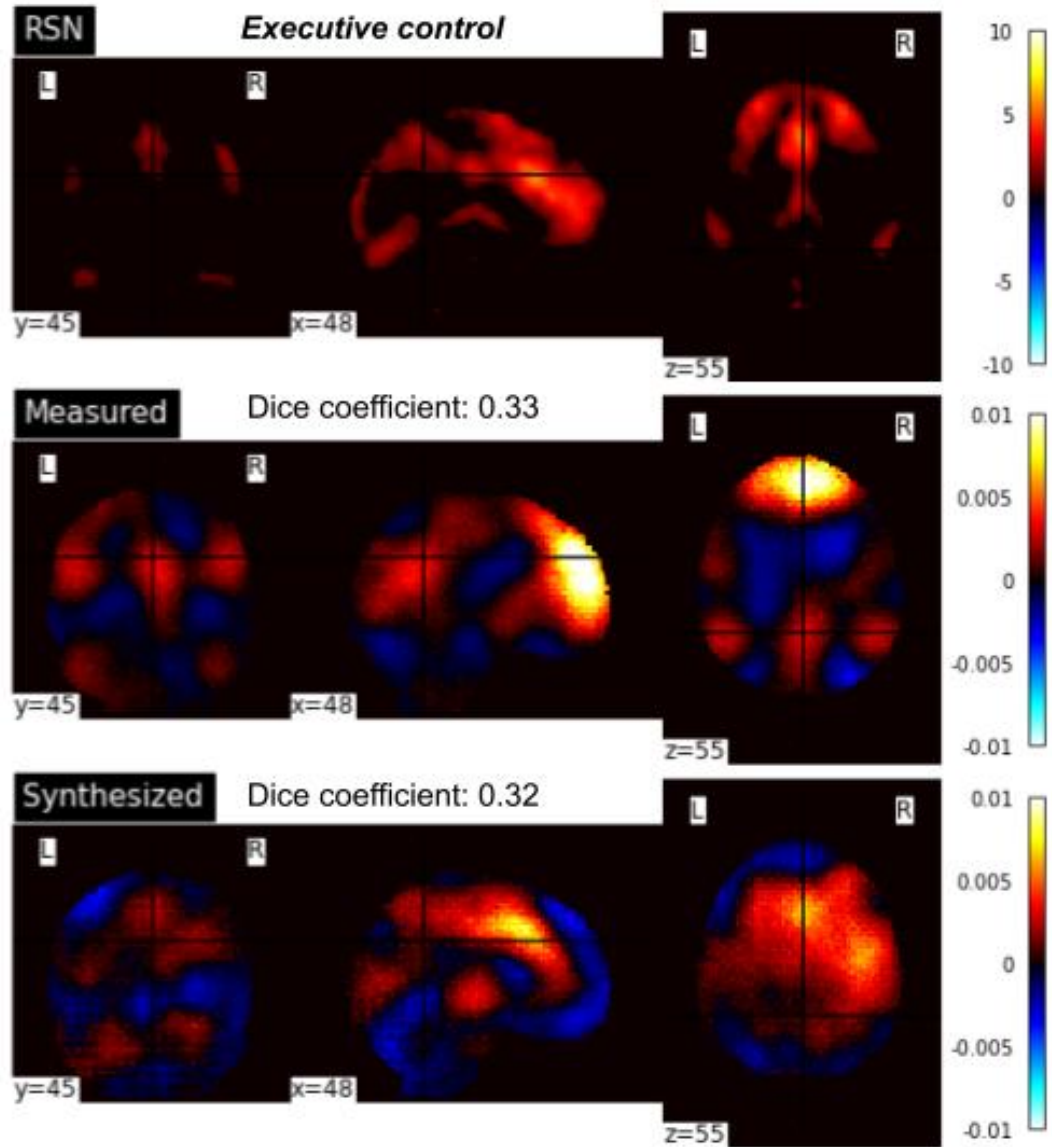 RSN
Executive control
L R L R
10
5
0
-5
-10
y=45 x=48 z=55
Measured
Dice coefficient: 0.33
L R L R
0.01
0.005
0
-0.005
-0.01
y=45 x=48 z=55
Synthesized
Dice coefficient: 0.32
L R L R
0.01
0.005
0
-0.005
-0.01
y=45 x=48 z=55